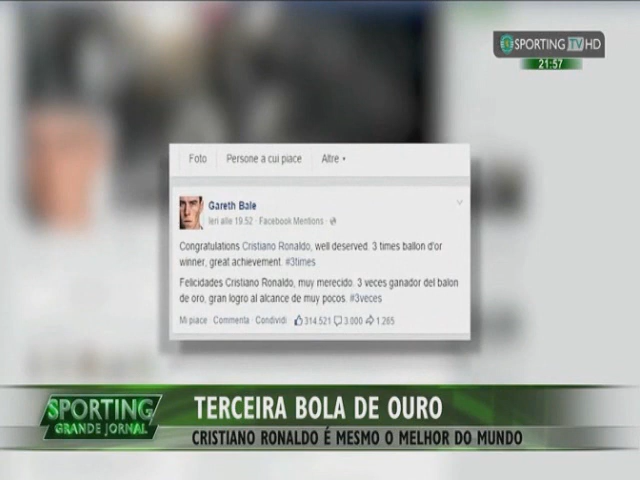 SPORTING TV HD
21:57
Foto Persone a cui piace Altre
Gareth Bale
Ieri alle 19.52 · Facebook Mentions ·
Congratulations Cristiano Ronaldo, well deserved. 3 times ballon d'or
winner, great achievement. #3times
Felicidades Cristiano Ronaldo, muy merecido. 3 veces ganador del balon
de oro, gran logro al alcance de muy pocos. #3veces
Mi piace Commenta Condividi 314.521 3.000 1.265
SPORTING
GRANDE JORNAL
TERCEIRA BOLA DE OURO
CRISTIANO RONALDO É MESMO O MELHOR DO MUNDO